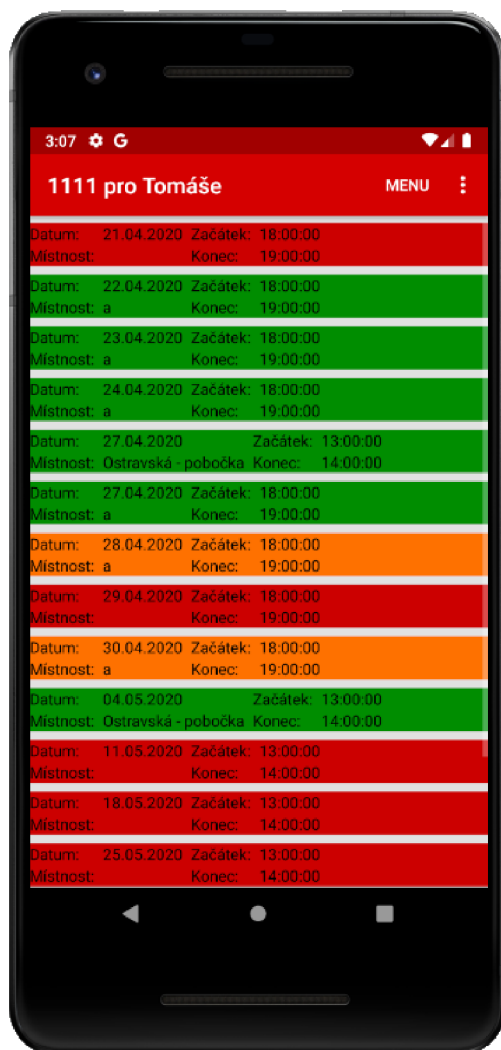 3:07 G
1111 pro Tomáše MENU
Datum: 21.04.2020 Začátek: 18:00:00
Místnost: Konec: 19:00:00
Datum: 22.04.2020 Začátek: 18:00:00
Místnost: a Konec: 19:00:00
Datum: 23.04.2020 Začátek: 18:00:00
Místnost: a Konec: 19:00:00
Datum: 24.04.2020 Začátek: 18:00:00
Místnost: a Konec: 19:00:00
Datum: 27.04.2020 Začátek: 13:00:00
Místnost: Ostravská - pobočka Konec: 14:00:00
Datum: 27.04.2020 Začátek: 18:00:00
Místnost: a Konec: 19:00:00
Datum: 28.04.2020 Začátek: 18:00:00
Místnost: a Konec: 19:00:00
Datum: 29.04.2020 Začátek: 18:00:00
Místnost: Konec: 19:00:00
Datum: 30.04.2020 Začátek: 18:00:00
Místnost: a Konec: 19:00:00
Datum: 04.05.2020 Začátek: 13:00:00
Místnost: Ostravská - pobočka Konec: 14:00:00
Datum: 11.05.2020 Začátek: 13:00:00
Místnost: Konec: 14:00:00
Datum: 18.05.2020 Začátek: 13:00:00
Místnost: Konec: 14:00:00
Datum: 25.05.2020 Začátek: 13:00:00
Místnost: Konec: 14:00:00